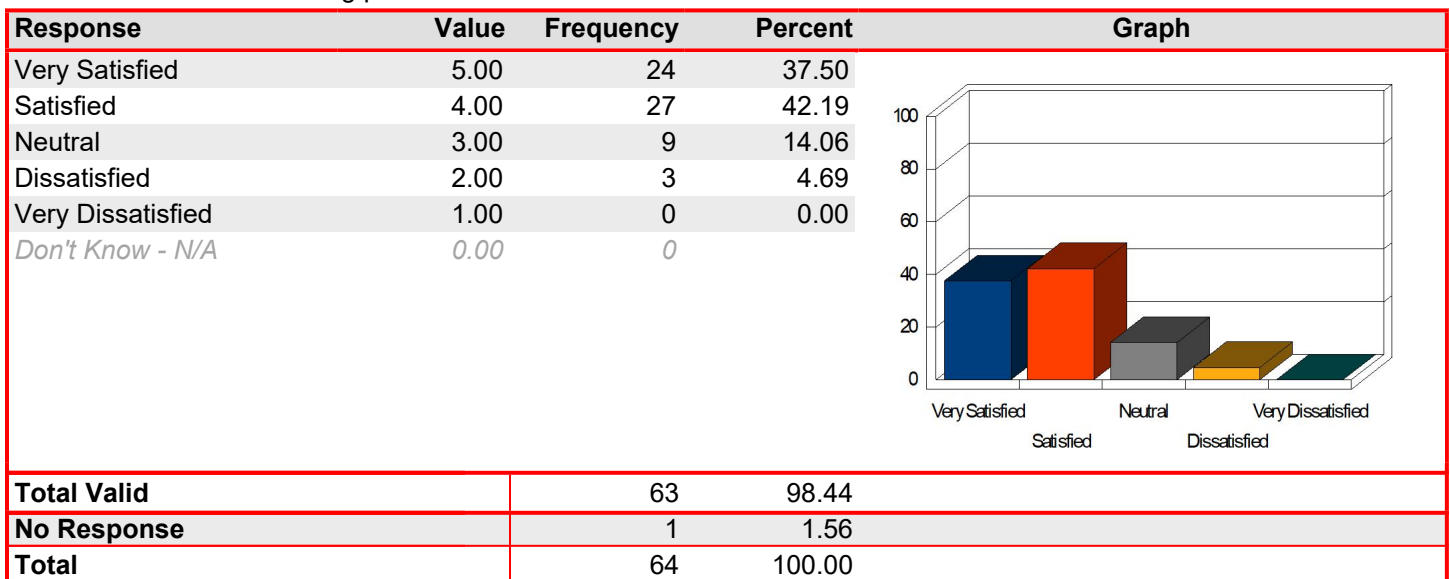 Response Value Frequency Percent Graph
Very Satisfied 5.00 24 37.50
Satisfied 4.00 27 42.19
Neutral 3.00 9 14.06
Dissatisfied 2.00 3 4.69
Very Dissatisfied 1.00 0 0.00
Don't Know - N/A 0.00 0
100
80
60
40
20
0
Very Satisfied Neutral Very Dissatisfied
Satisfied Dissatisfied
Total Valid 63 98.44
No Response 1 1.56
Total 64 100.00